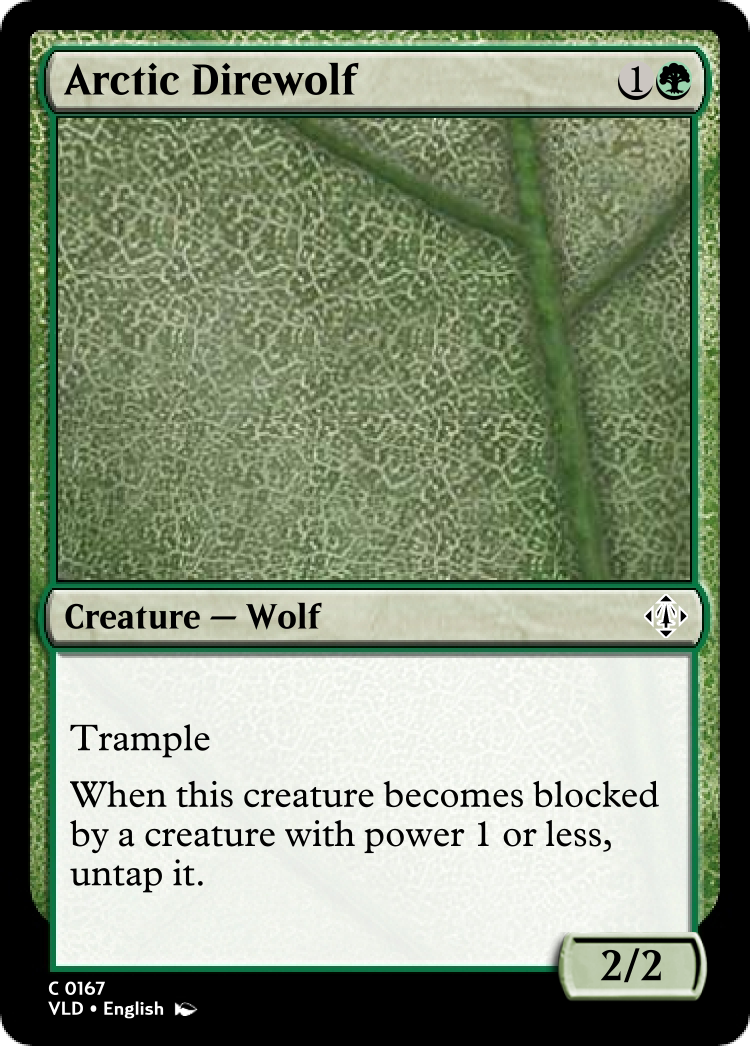 Arctic Direwolf 1
Creature — Wolf
Trample
When this creature becomes blocked
by a creature with power 1 or less,
untap it.
2/2
C 0167
VLD • English